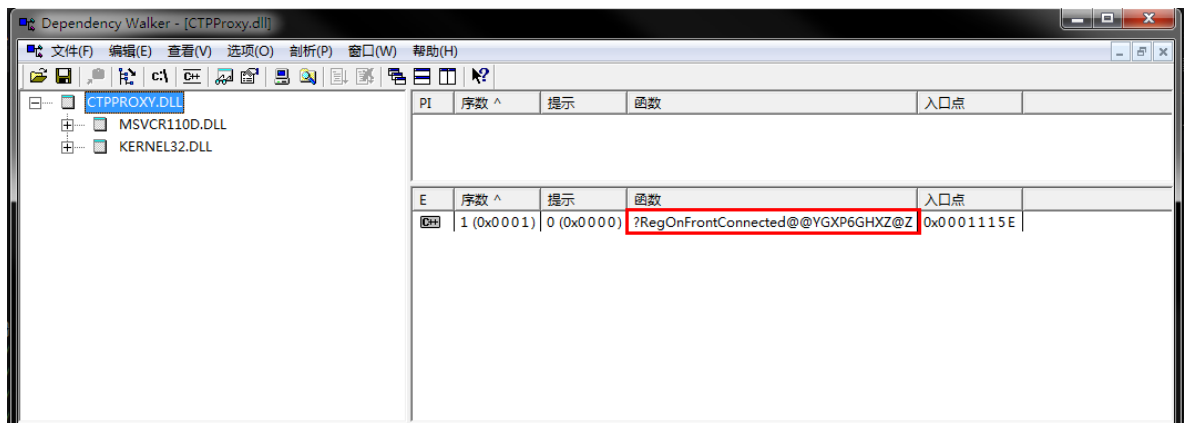 Dependency Walker - [CTPProxy.dll]
文件(F) 编辑(E) 查看(V) 选项(O) 剖析(P) 窗口(W) 帮助(H)
c:\ C++
CTPPROXY.DLL
MSVCR110D.DLL
KERNEL32.DLL
PI 序数 ^ 提示 函数 入口点
E 序数 ^ 提示 函数 入口点
C++ 1 (0x0001) 0 (0x0000) ?RegOnFrontConnected@@YGXP6GHXZ@Z 0x0001115E